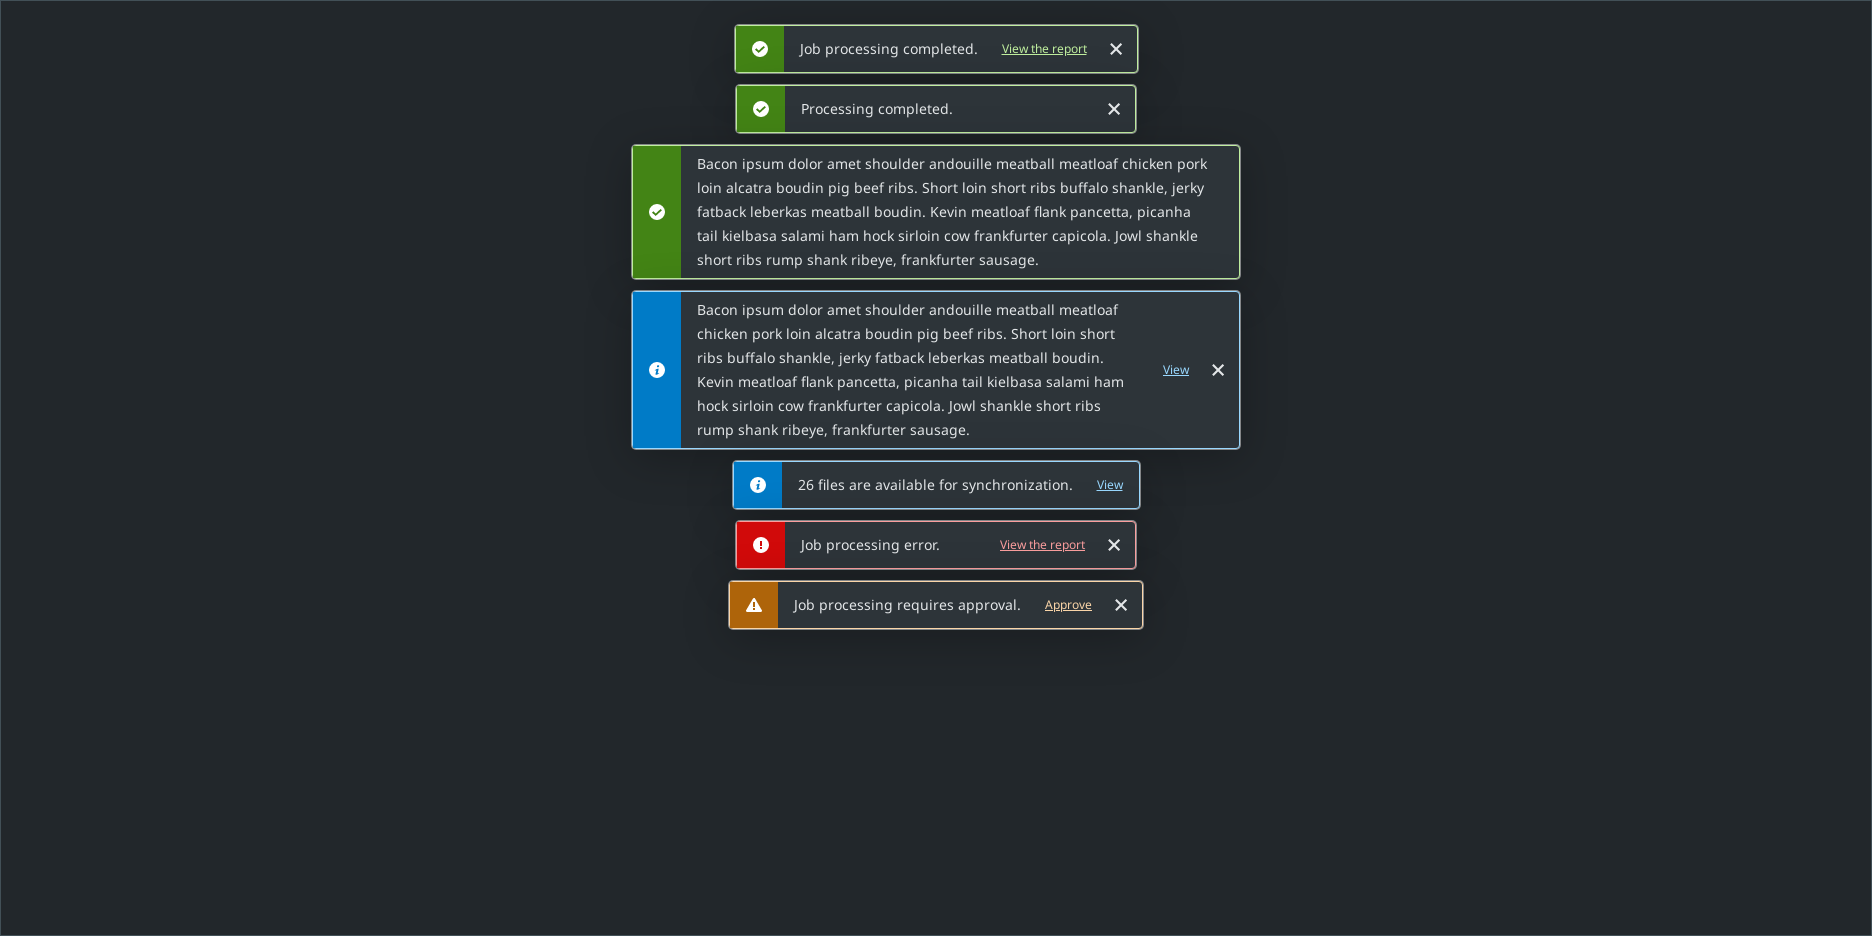 Job processing completed. View the report
Processing completed.
Bacon ipsum dolor amet shoulder andouille meatball meatloaf chicken pork
loin alcatra boudin pig beef ribs. Short loin short ribs buffalo shankle, jerky
fatback leberkas meatball boudin. Kevin meatloaf flank pancetta, picanha
tail kielbasa salami ham hock sirloin cow frankfurter capicola. Jowl shankle
short ribs rump shank ribeye, frankfurter sausage.
Bacon ipsum dolor amet shoulder andouille meatball meatloaf
chicken pork loin alcatra boudin pig beef ribs. Short loin short
ribs buffalo shankle, jerky fatback leberkas meatball boudin.
Kevin meatloaf flank pancetta, picanha tail kielbasa salami ham
hock sirloin cow frankfurter capicola. Jowl shankle short ribs
rump shank ribeye, frankfurter sausage.
View
26 files are available for synchronization. View
Job processing error. View the report
Job processing requires approval. Approve